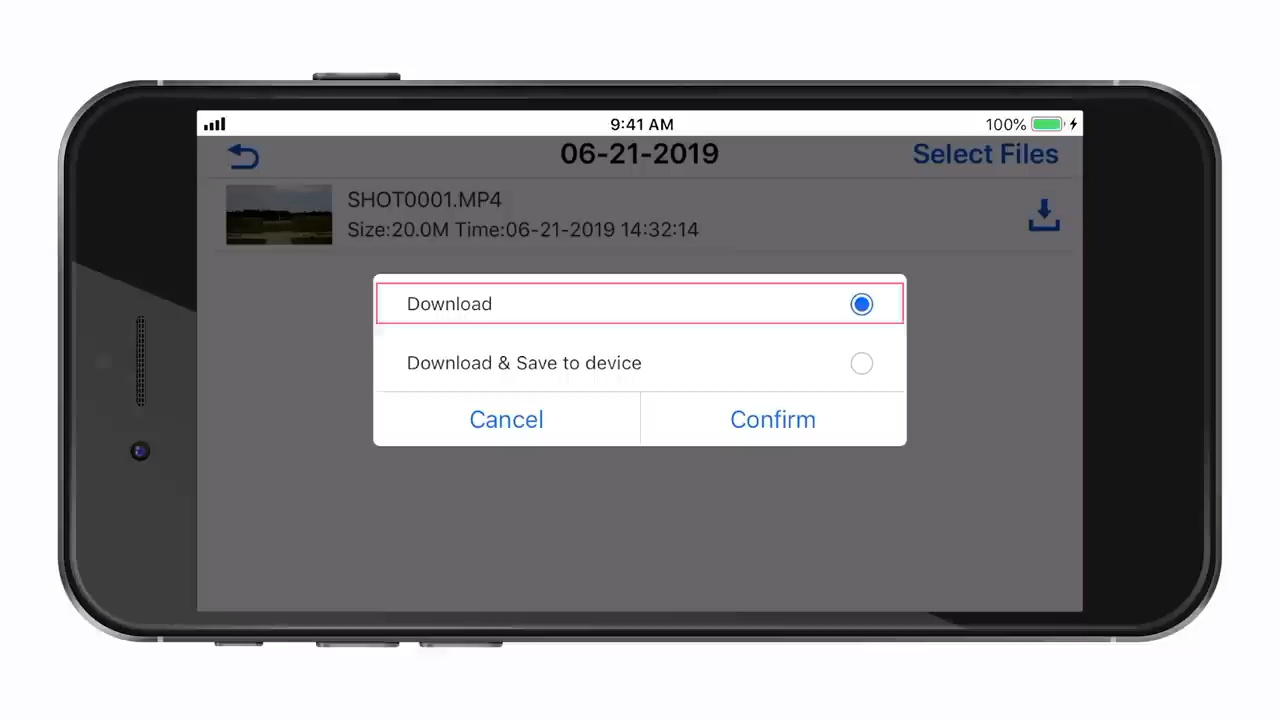 9:41 AM 100%
06-21-2019 Select Files
SHOT0001.MP4
Size:20.0M Time:06-21-2019 14:32:14
Download
Download & Save to device
Cancel Confirm